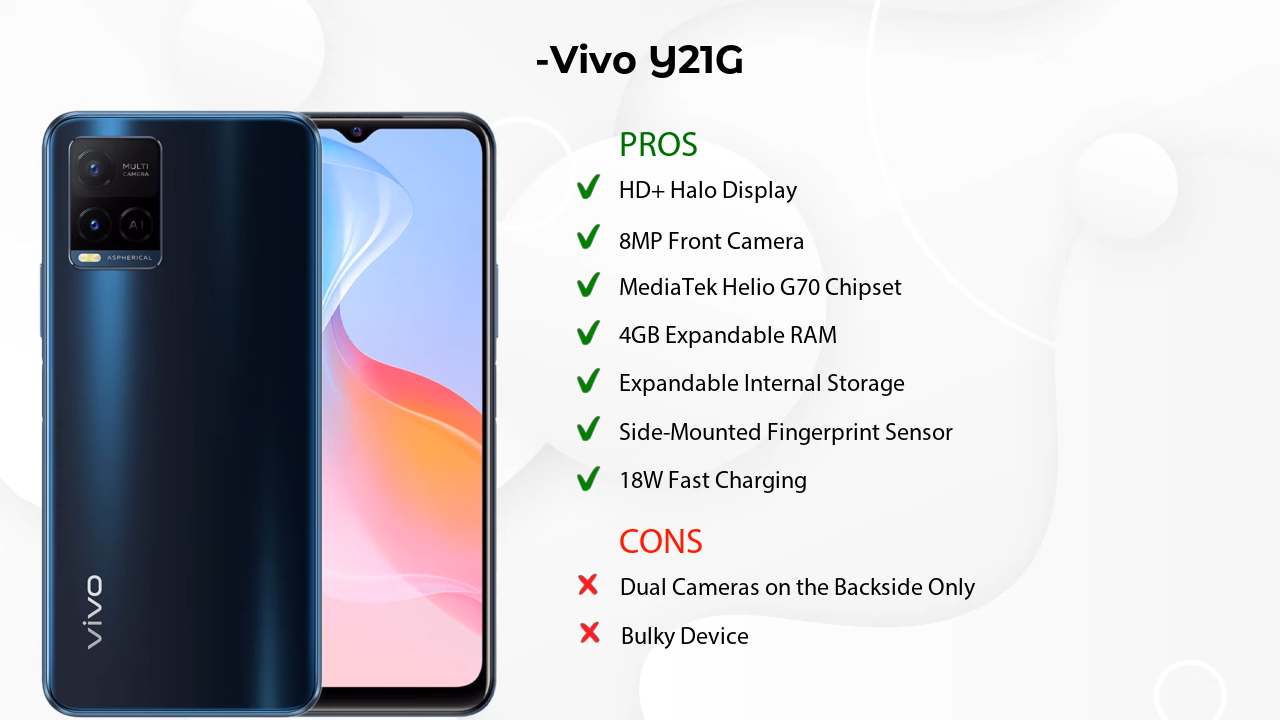 -Vivo Y21G
MULTI
CAMERA
AI
ASPHERICAL
vivo
PROS
HD+ Halo Display
8MP Front Camera
MediaTek Helio G70 Chipset
4GB Expandable RAM
Expandable Internal Storage
Side-Mounted Fingerprint Sensor
18W Fast Charging
CONS
Dual Cameras on the Backside Only
Bulky Device